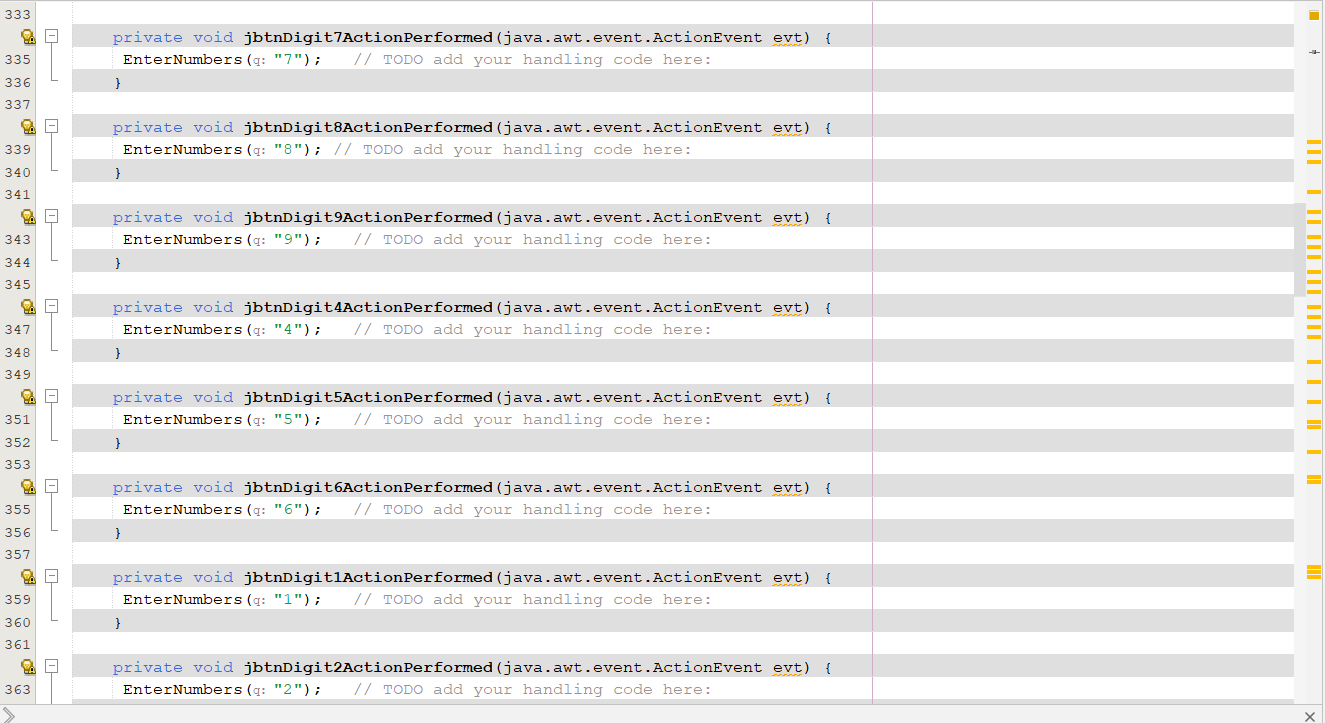 333
private void jbtnDigit7ActionPerformed(java.awt.event.ActionEvent evt) {
335 EnterNumbers(q: "7");   // TODO add your handling code here:
336 }
337
private void jbtnDigit8ActionPerformed(java.awt.event.ActionEvent evt) {
339 EnterNumbers(q: "8"); // TODO add your handling code here:
340 }
341
private void jbtnDigit9ActionPerformed(java.awt.event.ActionEvent evt) {
343 EnterNumbers(q: "9");   // TODO add your handling code here:
344 }
345
private void jbtnDigit4ActionPerformed(java.awt.event.ActionEvent evt) {
347 EnterNumbers(q: "4");   // TODO add your handling code here:
348 }
349
private void jbtnDigit5ActionPerformed(java.awt.event.ActionEvent evt) {
351 EnterNumbers(q: "5");   // TODO add your handling code here:
352 }
353
private void jbtnDigit6ActionPerformed(java.awt.event.ActionEvent evt) {
355 EnterNumbers(q: "6");   // TODO add your handling code here:
356 }
357
private void jbtnDigit1ActionPerformed(java.awt.event.ActionEvent evt) {
359 EnterNumbers(q: "1");   // TODO add your handling code here:
360 }
361
private void jbtnDigit2ActionPerformed(java.awt.event.ActionEvent evt) {
363 EnterNumbers(q: "2");   // TODO add your handling code here: